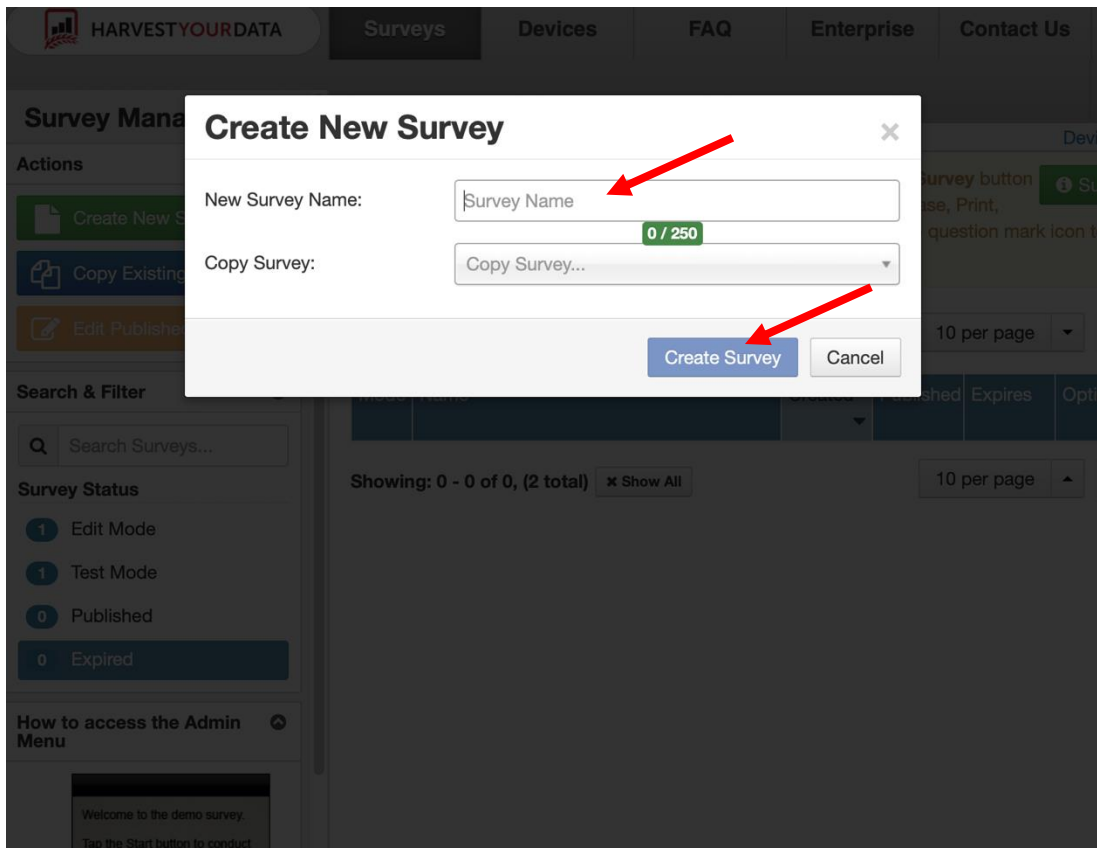 HARVESTYOURDATA
Surveys
Devices
FAQ
Enterprise
Contact Us
Survey Mana
Create New Survey
×
Actions
New Survey Name:
Survey Name
0 / 250
Copy Survey:
Copy Survey...
Create Survey
Cancel
Create New S
Copy Existing
Edit Publishe
Survey button
se, Print,
question mark icon t
Su
10 per page
Search & Filter
Search Surveys...
Mode
Name
Created
Published
Expires
Opti
Survey Status
Showing: 0 - 0 of 0, (2 total)
× Show All
10 per page
1 Edit Mode
1 Test Mode
0 Published
0 Expired
How to access the Admin
Menu
Welcome to the demo survey.
Tap the Start button to conduct